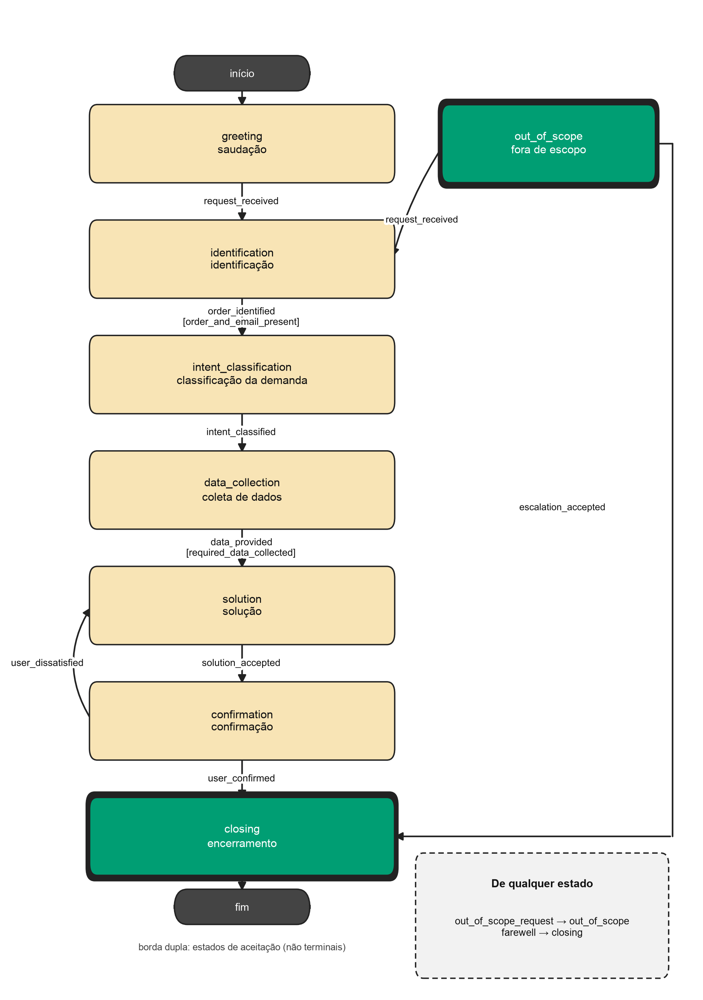 início
greeting
saudação
out_of_scope
fora de escopo
request_received
request_received
identification
identificação
order_identified
[order_and_email_present]
intent_classification
classificação da demanda
intent_classified
data_collection
coleta de dados
escalation_accepted
data_provided
[required_data_collected]
solution
solução
user_dissatisfied
solution_accepted
confirmation
confirmação
user_confirmed
closing
encerramento
De qualquer estado
fim
out_of_scope_request → out_of_scope
farewell → closing
borda dupla: estados de aceitação (não terminais)